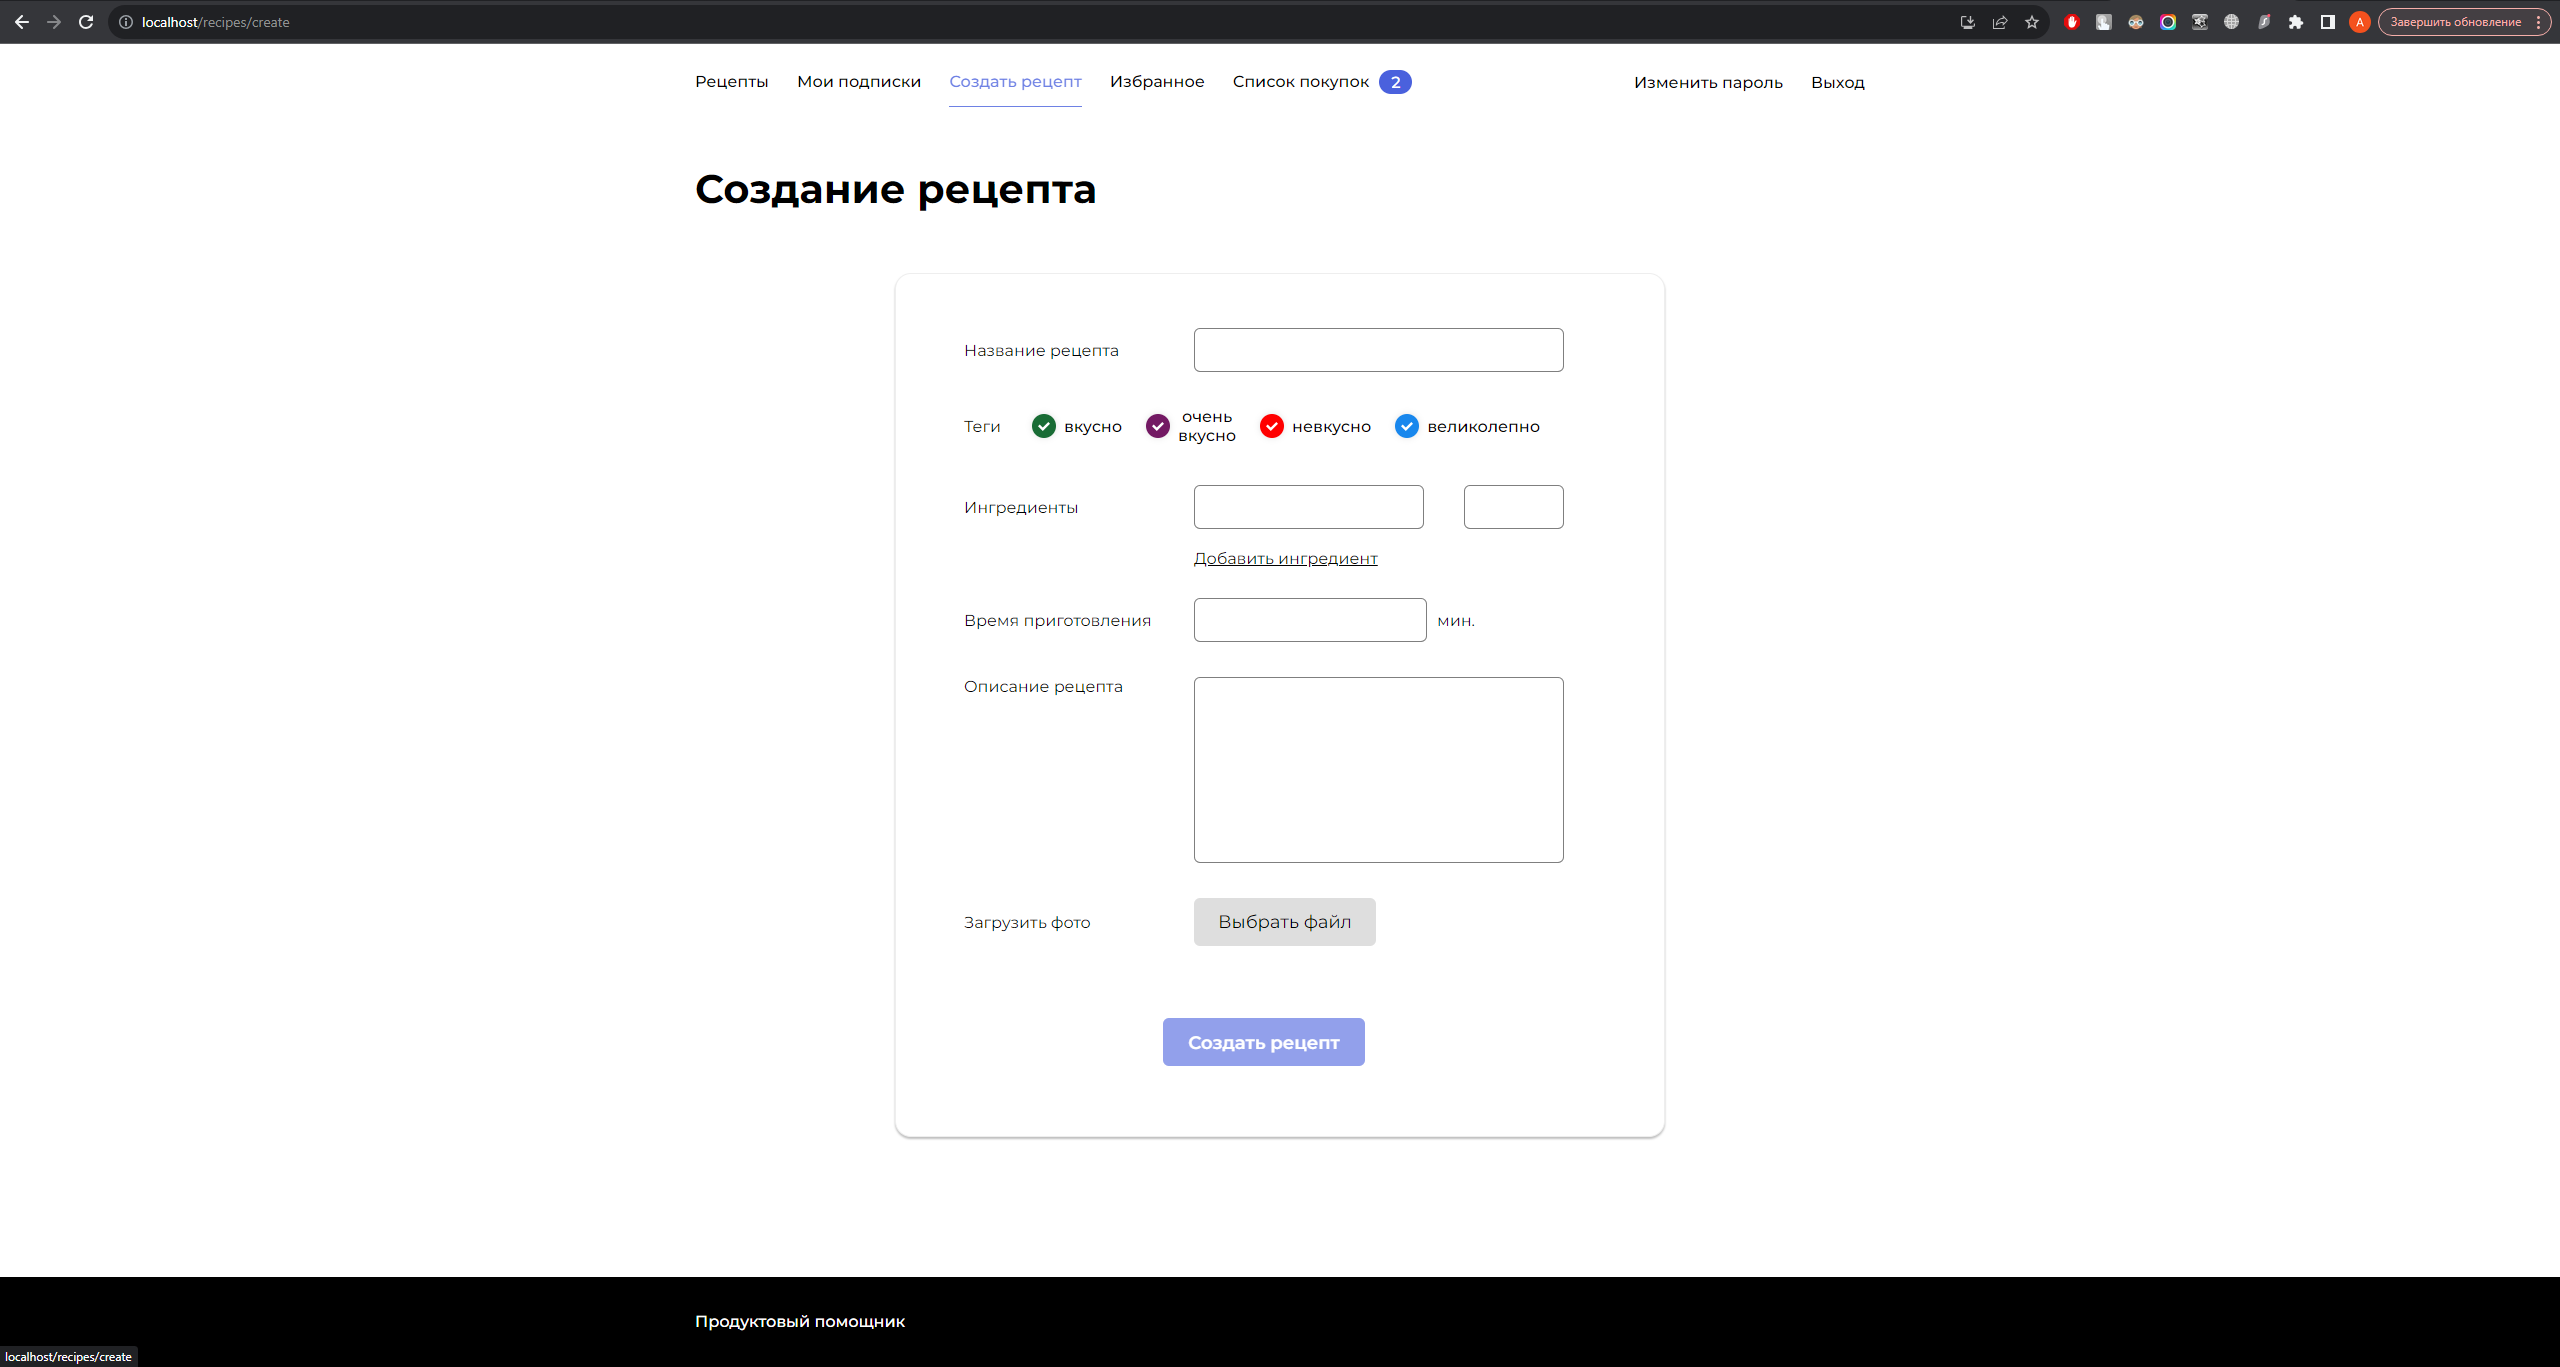 localhost/recipes/create
А
Завершить обновление
Рецепты Мои подписки Создать рецепт Избранное Список покупок 2 Изменить пароль Выход
Создание рецепта
Название рецепта
Теги вкусно очень вкусно невкусно великолепно
Ингредиенты
Добавить ингредиент
Время приготовления мин.
Описание рецепта
Загрузить фото Выбрать файл
Создать рецепт
Продуктовый помощник
localhost/recipes/create